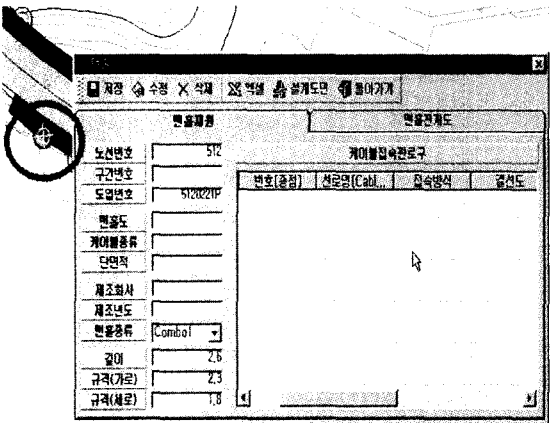 저장 수정 삭제 엑셀 설계도면 돌아가기
맨홀제원 맨홀전개도
노선번호 512
구간번호
도엽번호
맨홀도
케이블종류
단면적
제조회사
제조년도
맨홀종류
깊이 2,6
규격(가로) 2,3
규격(세로) 1,8
케이블접속관로구
번호[종점] 선로명[Cabl... 접속방식 결선도